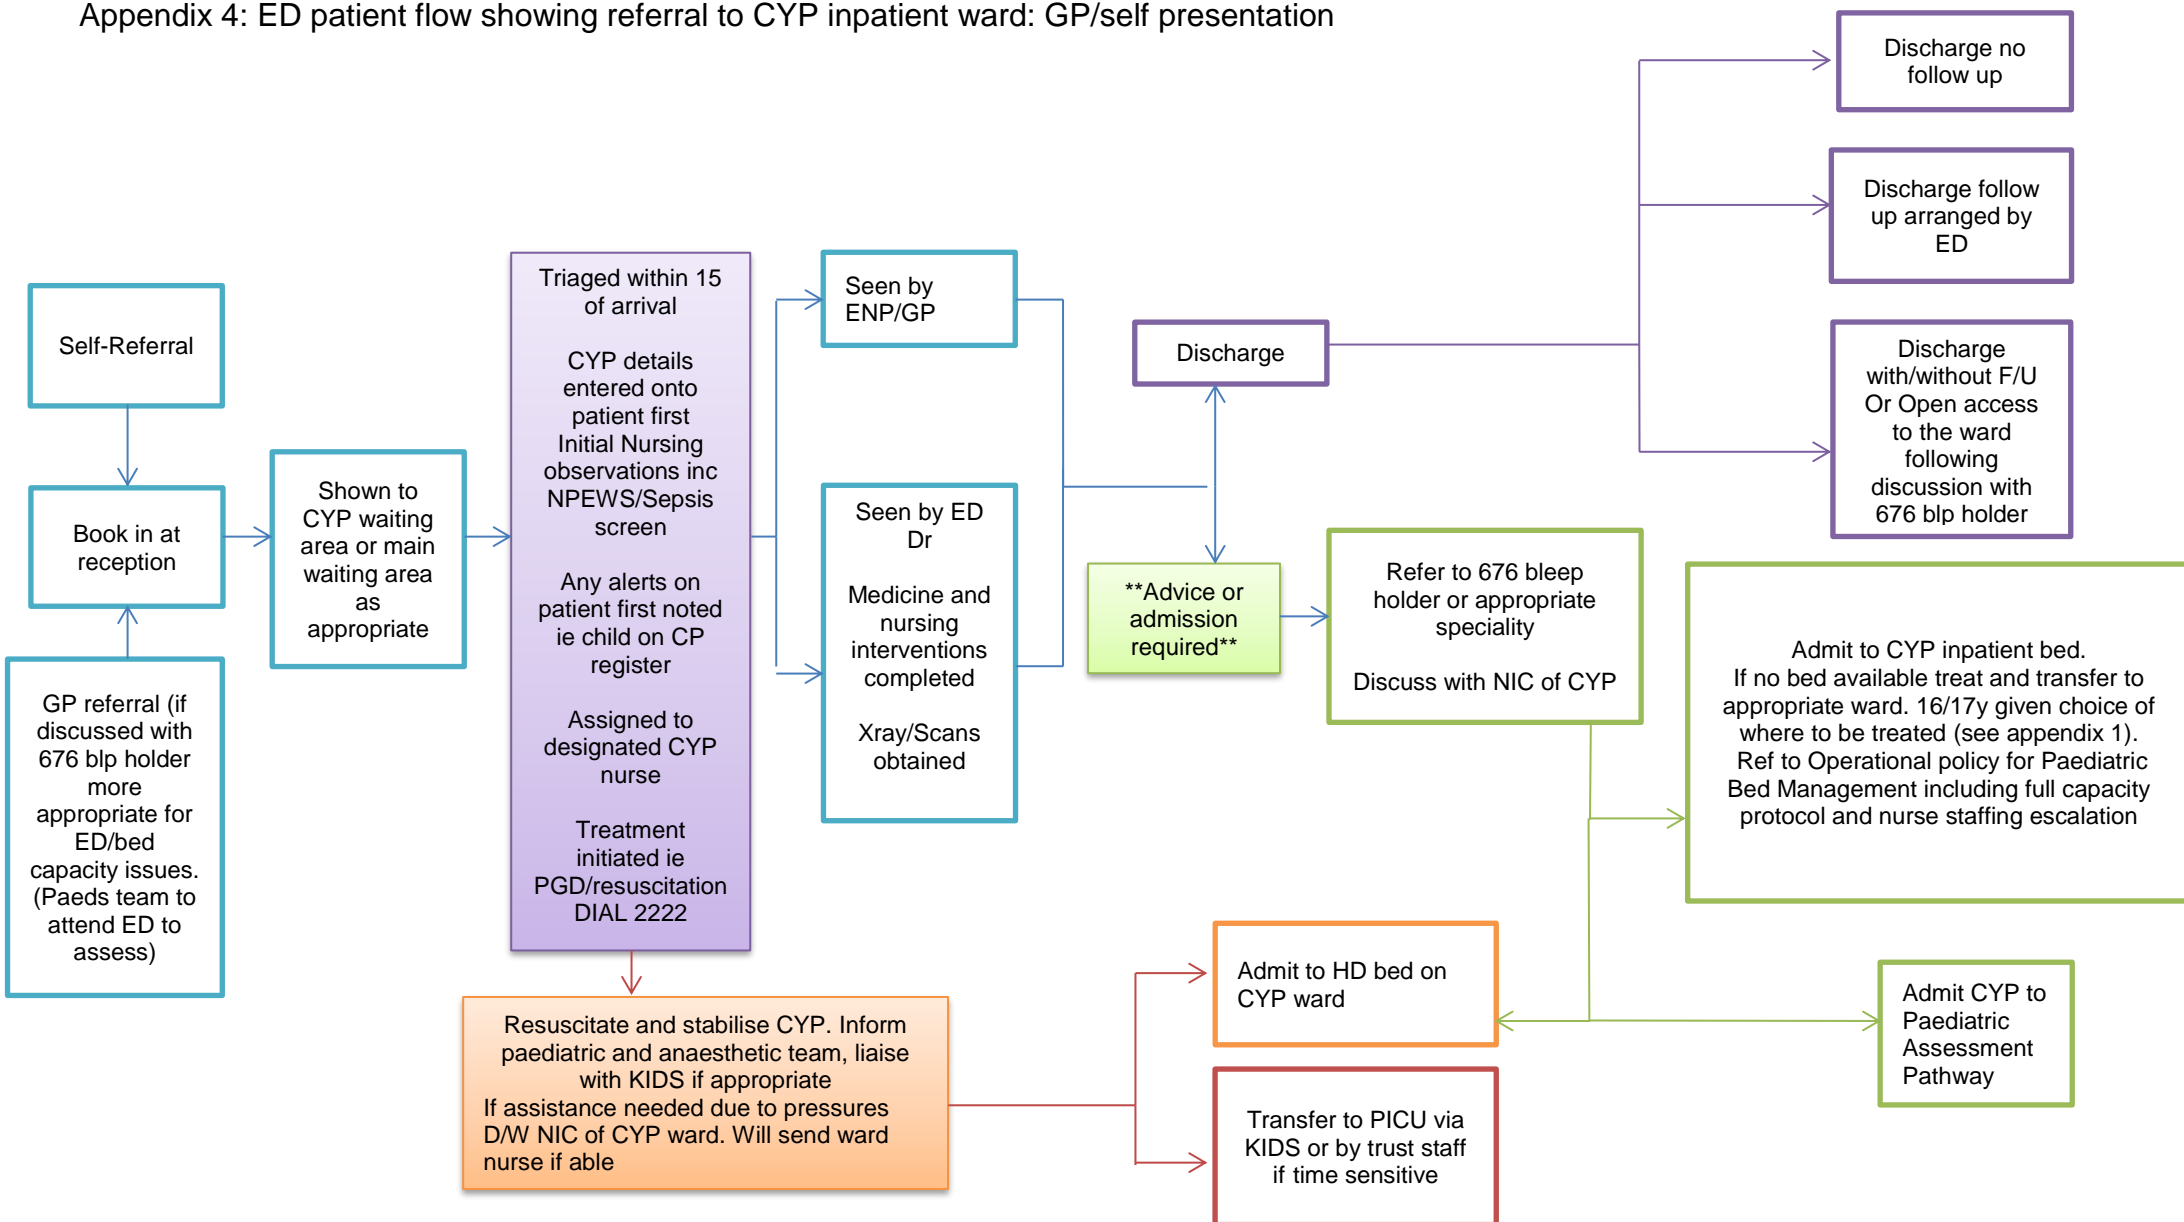 Appendix 4: ED patient flow showing referral to CYP inpatient ward: GP/self presentation
Self-Referral
Book in at
reception
GP referral (if
discussed with
676 blp holder
more
appropriate for
ED/bed
capacity issues.
(Paeds team to
attend ED to
assess)
Shown to
CYP waiting
area or main
waiting area
as
appropriate
Triaged within 15
of arrival
CYP details
entered onto
patient first
Initial Nursing
observations inc
NPEWS/Sepsis
screen
Any alerts on
patient first noted
ie child on CP
register
Assigned to
designated CYP
nurse
Treatment
initiated ie
PGD/resuscitation
DIAL 2222
Seen by
ENP/GP
Seen by ED
Dr
Medicine and
nursing
interventions
completed
Xray/Scans
obtained
Discharge
**Advice or
admission
required**
Discharge no
follow up
Discharge follow
up arranged by
ED
Discharge
with/without F/U
Or Open access
to the ward
following
discussion with
676 blp holder
Refer to 676 bleep
holder or appropriate
speciality
Discuss with NIC of CYP
Admit to CYP inpatient bed.
If no bed available treat and transfer to
appropriate ward. 16/17y given choice of
where to be treated (see appendix 1).
Ref to Operational policy for Paediatric
Bed Management including full capacity
protocol and nurse staffing escalation
Resuscitate and stabilise CYP. Inform
paediatric and anaesthetic team, liaise
with KIDS if appropriate
If assistance needed due to pressures
D/W NIC of CYP ward. Will send ward
nurse if able
Admit to HD bed on
CYP ward
Transfer to PICU via
KIDS or by trust staff
if time sensitive
Admit CYP to
Paediatric
Assessment
Pathway